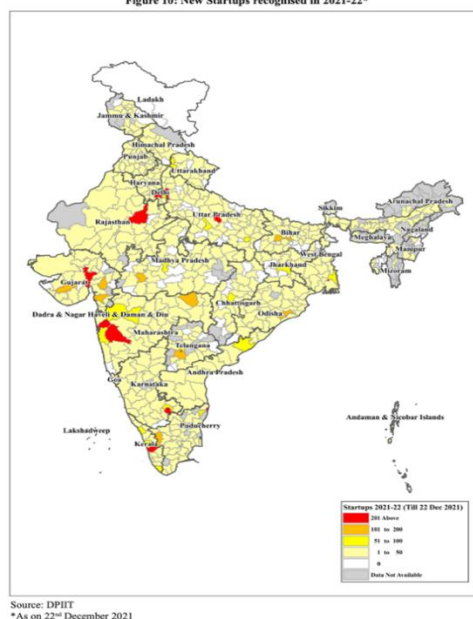 Figure 10: New Startups recognised in 2021-22*
Ladakh
Jammu & Kashmir
Himachal Pradesh
Punjab
Uttarakhand
Haryana
Delhi
Arunachal Pradesh
Sikkim
Rajasthan
Uttar Pradesh
Nagaland
Bihar
Meghalaya
Manipur
West Bengal
Jharkhand
Mizoram
Madhya Pradesh
Gujarat
Chhattisgarh
Odisha
Dadra & Nagar Haveli & Daman & Diu
Maharashtra
Telangana
Andhra Pradesh
Goa
Karnataka
Andaman & Nicobar Islands
Lakshadweep
Puducherry
Kerala
Startups 2021-22 (Till 22 Dec 2021)
201 Above
101 to 200
51 to 100
1 to 50
0
Data Not Available
Source: DPIIT
*As on 22nd December 2021